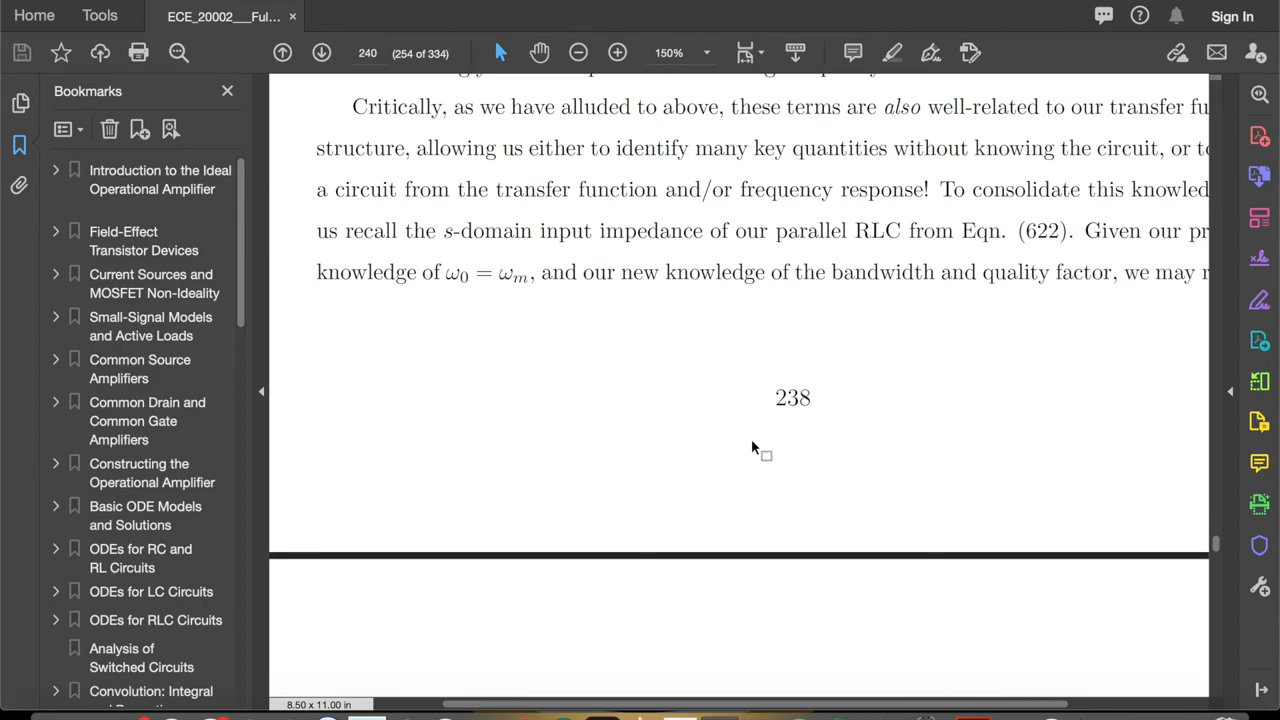 Home
Tools
ECE_20002___Ful...
Sign In
240
(254 of 334)
150%
Bookmarks
Introduction to the Ideal
Operational Amplifier
Field-Effect
Transistor Devices
Current Sources and
MOSFET Non-Ideality
Small-Signal Models
and Active Loads
Common Source
Amplifiers
Common Drain and
Common Gate
Amplifiers
Constructing the
Operational Amplifier
Basic ODE Models
and Solutions
ODEs for RC and
RL Circuits
ODEs for LC Circuits
ODEs for RLC Circuits
Analysis of
Switched Circuits
Convolution: Integral
Critically, as we have alluded to above, these terms are also well-related to our transfer fu
structure, allowing us either to identify many key quantities without knowing the circuit, or to
a circuit from the transfer function and/or frequency response! To consolidate this knowled
us recall the s-domain input impedance of our parallel RLC from Eqn. (622). Given our pr
knowledge of ω₀ = ωₘ, and our new knowledge of the bandwidth and quality factor, we may r
238
8.50 x 11.00 in